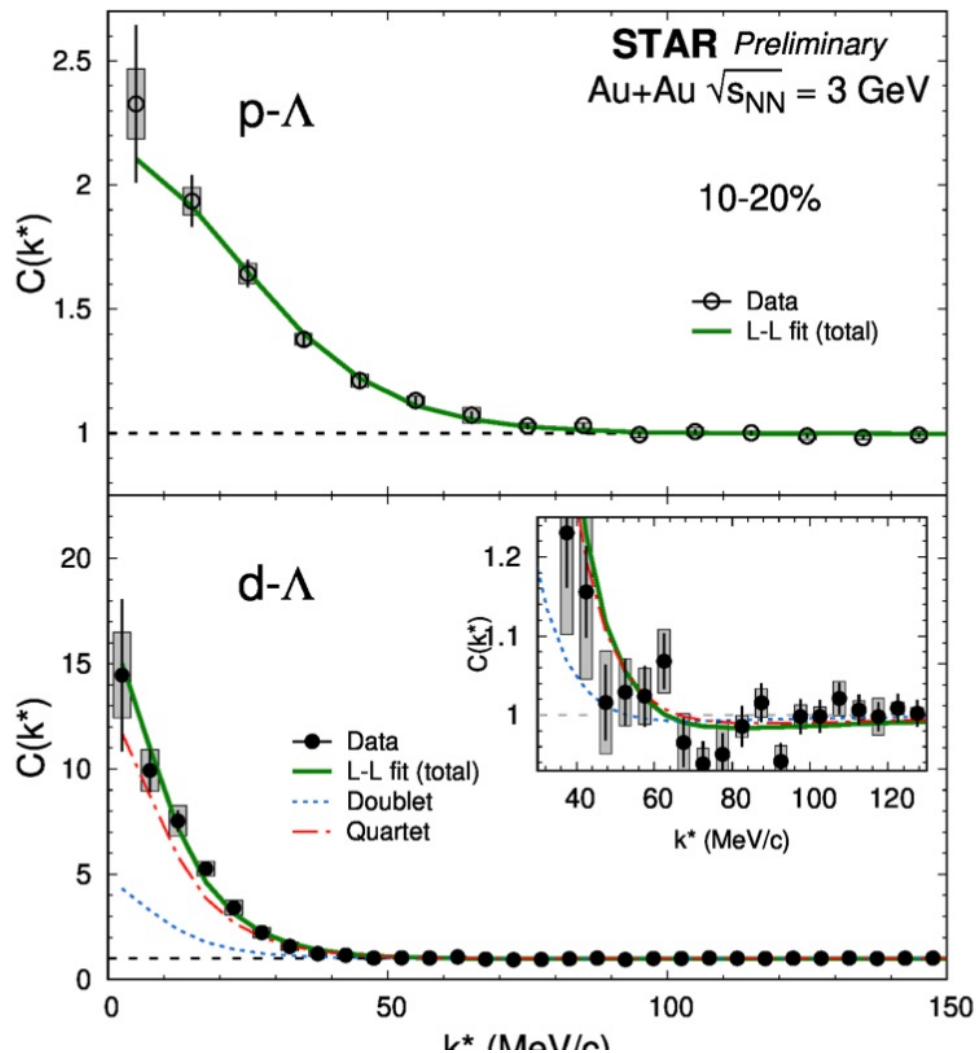 STAR Preliminary
Au+Au √sNN = 3 GeV
p-Λ
10-20%
Data
L-L fit (total)
C(k*)
2.5
2
1.5
1
d-Λ
Data
L-L fit (total)
Doublet
Quartet
C(k*)
20
15
10
5
0
C(k*)
1.2
1.1
1
40 60 80 100 120
k* (MeV/c)
0 50 100 150
k* (MeV/c)